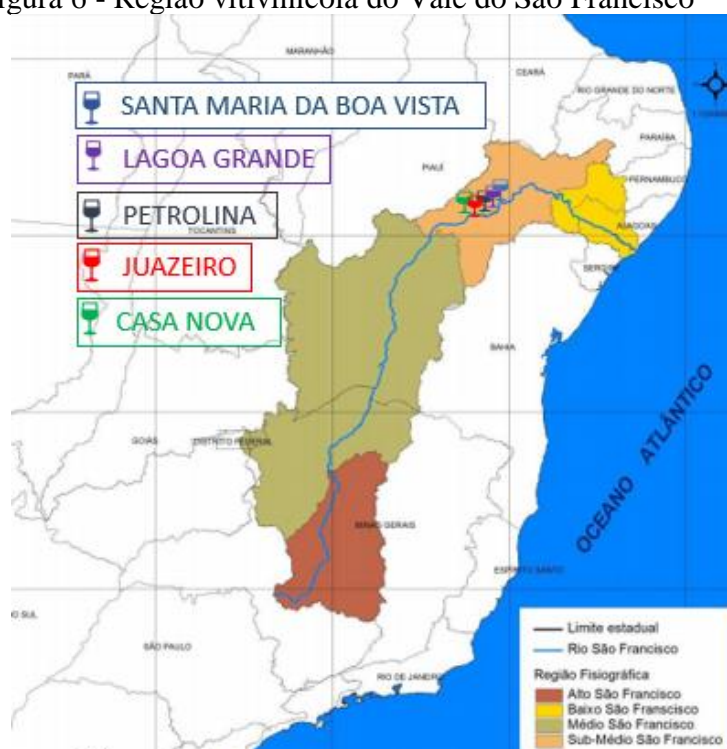 gura 6 - Região vitivinícola do Vale do São Francisco
MARANHÃO
PARÁ
CEARÁ
RIO GRANDE DO NORTE
SANTA MARIA DA BOA VISTA
PARAÍBA
LAGOA GRANDE
PIAUÍ
PERNAMBUCO
PETROLINA
TOCANTINS
ALAGOAS
JUAZEIRO
SERGIPE
CASA NOVA
BAHIA
OCEANO ATLÂNTICO
GOIÁS
DISTRITO FEDERAL
MINAS GERAIS
ESPÍRITO SANTO
O SUL
SÃO PAULO
RIO DE JANEIRO
Limite estadual
Rio São Francisco
Região Fisiográfica
Alto São Francisco
Baixo São Franscisco
Médio São Francisco
Sub-Médio São Francisco